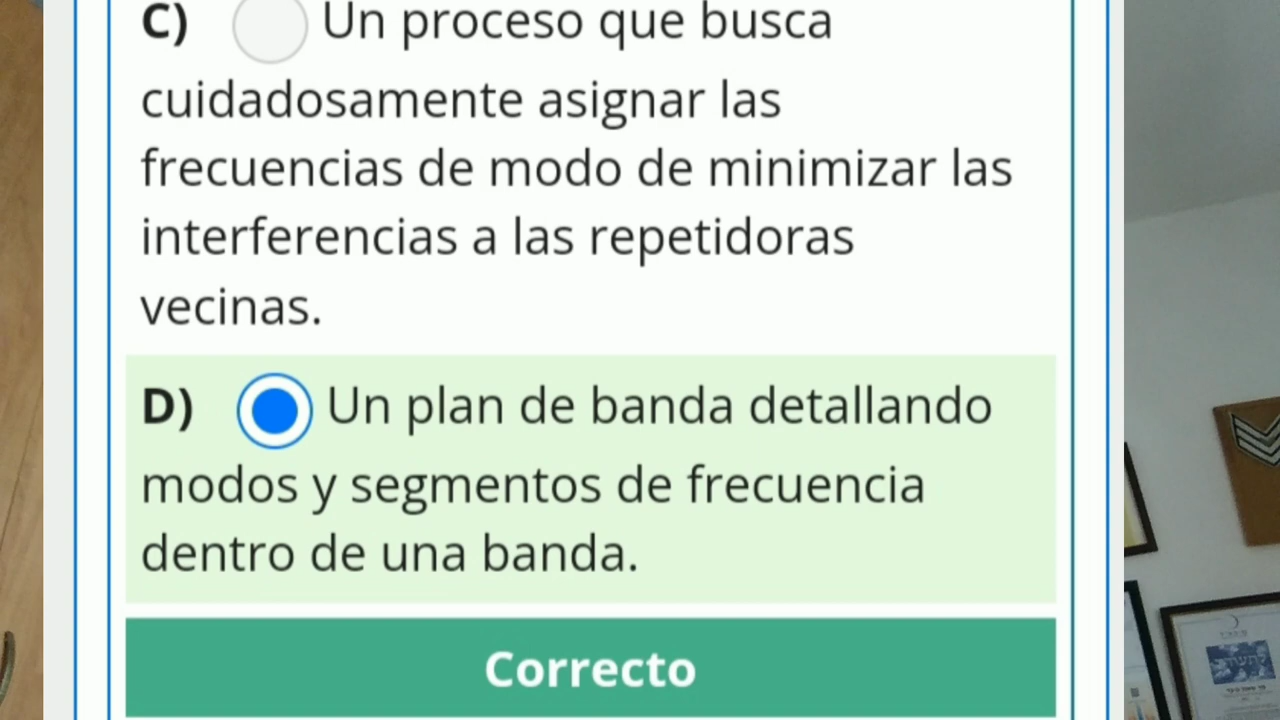 C) Un proceso que busca
cuidadosamente asignar las
frecuencias de modo de minimizar las
interferencias a las repetidoras
vecinas.
D) Un plan de banda detallando
modos y segmentos de frecuencia
dentro de una banda.
Correcto